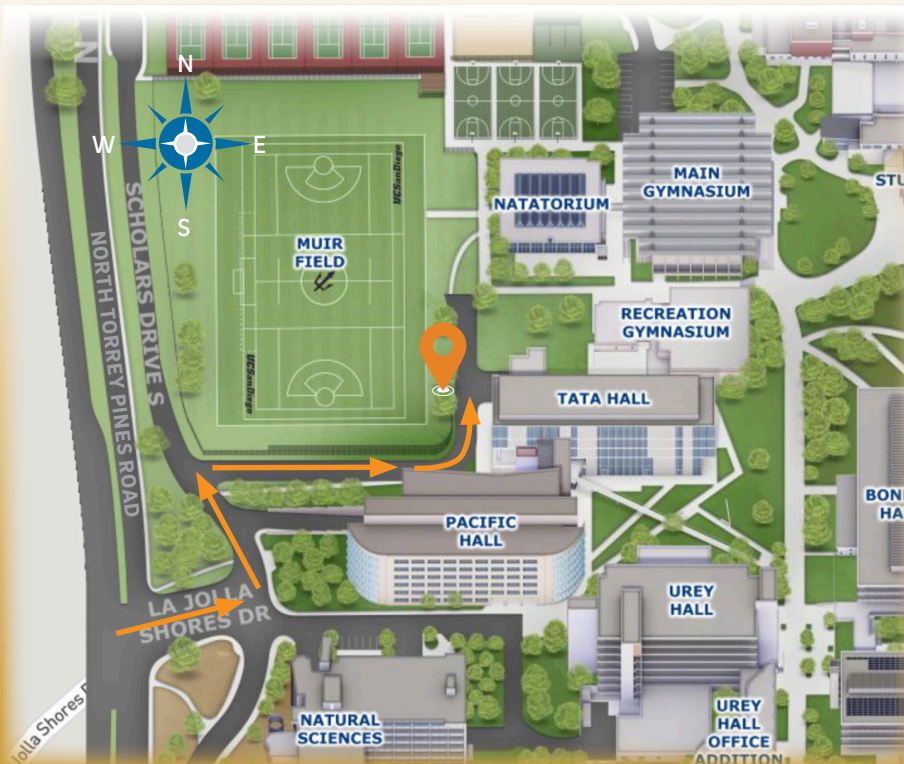 N
N
W
E
S
SCHOLARS DRIVE S
NORTH TORREY PINES ROAD
UCSanDiego
MUIR
FIELD
UCSanDiego
NATATORIUM
MAIN
GYMNASIUM
STU
RECREATION
GYMNASIUM
TATA HALL
PACIFIC
HALL
BON
HA
UREY
HALL
LA JOLLA
SHORES DR
NATURAL
SCIENCES
UREY
HALL
OFFICE
ADDITION
Jolla Shores